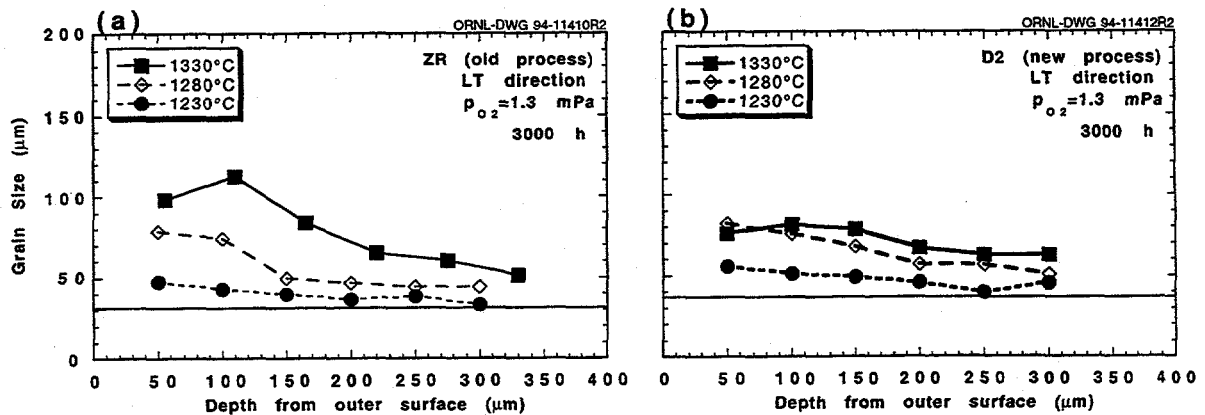 (a)
ORNL-DWG 94-11410R2
200
150
100
50
0
Grain Size (μm)
1330°C
1280°C
1230°C
ZR (old process)
LT direction
pO2=1.3 mPa
3000 h
0 50 100 150 200 250 300 350 400
Depth from outer surface (μm)
(b)
ORNL-DWG 94-11412R2
1330°C
1280°C
1230°C
D2 (new process)
LT direction
pO2=1.3 mPa
3000 h
0 50 100 150 200 250 300 350 400
Depth from outer surface (μm)